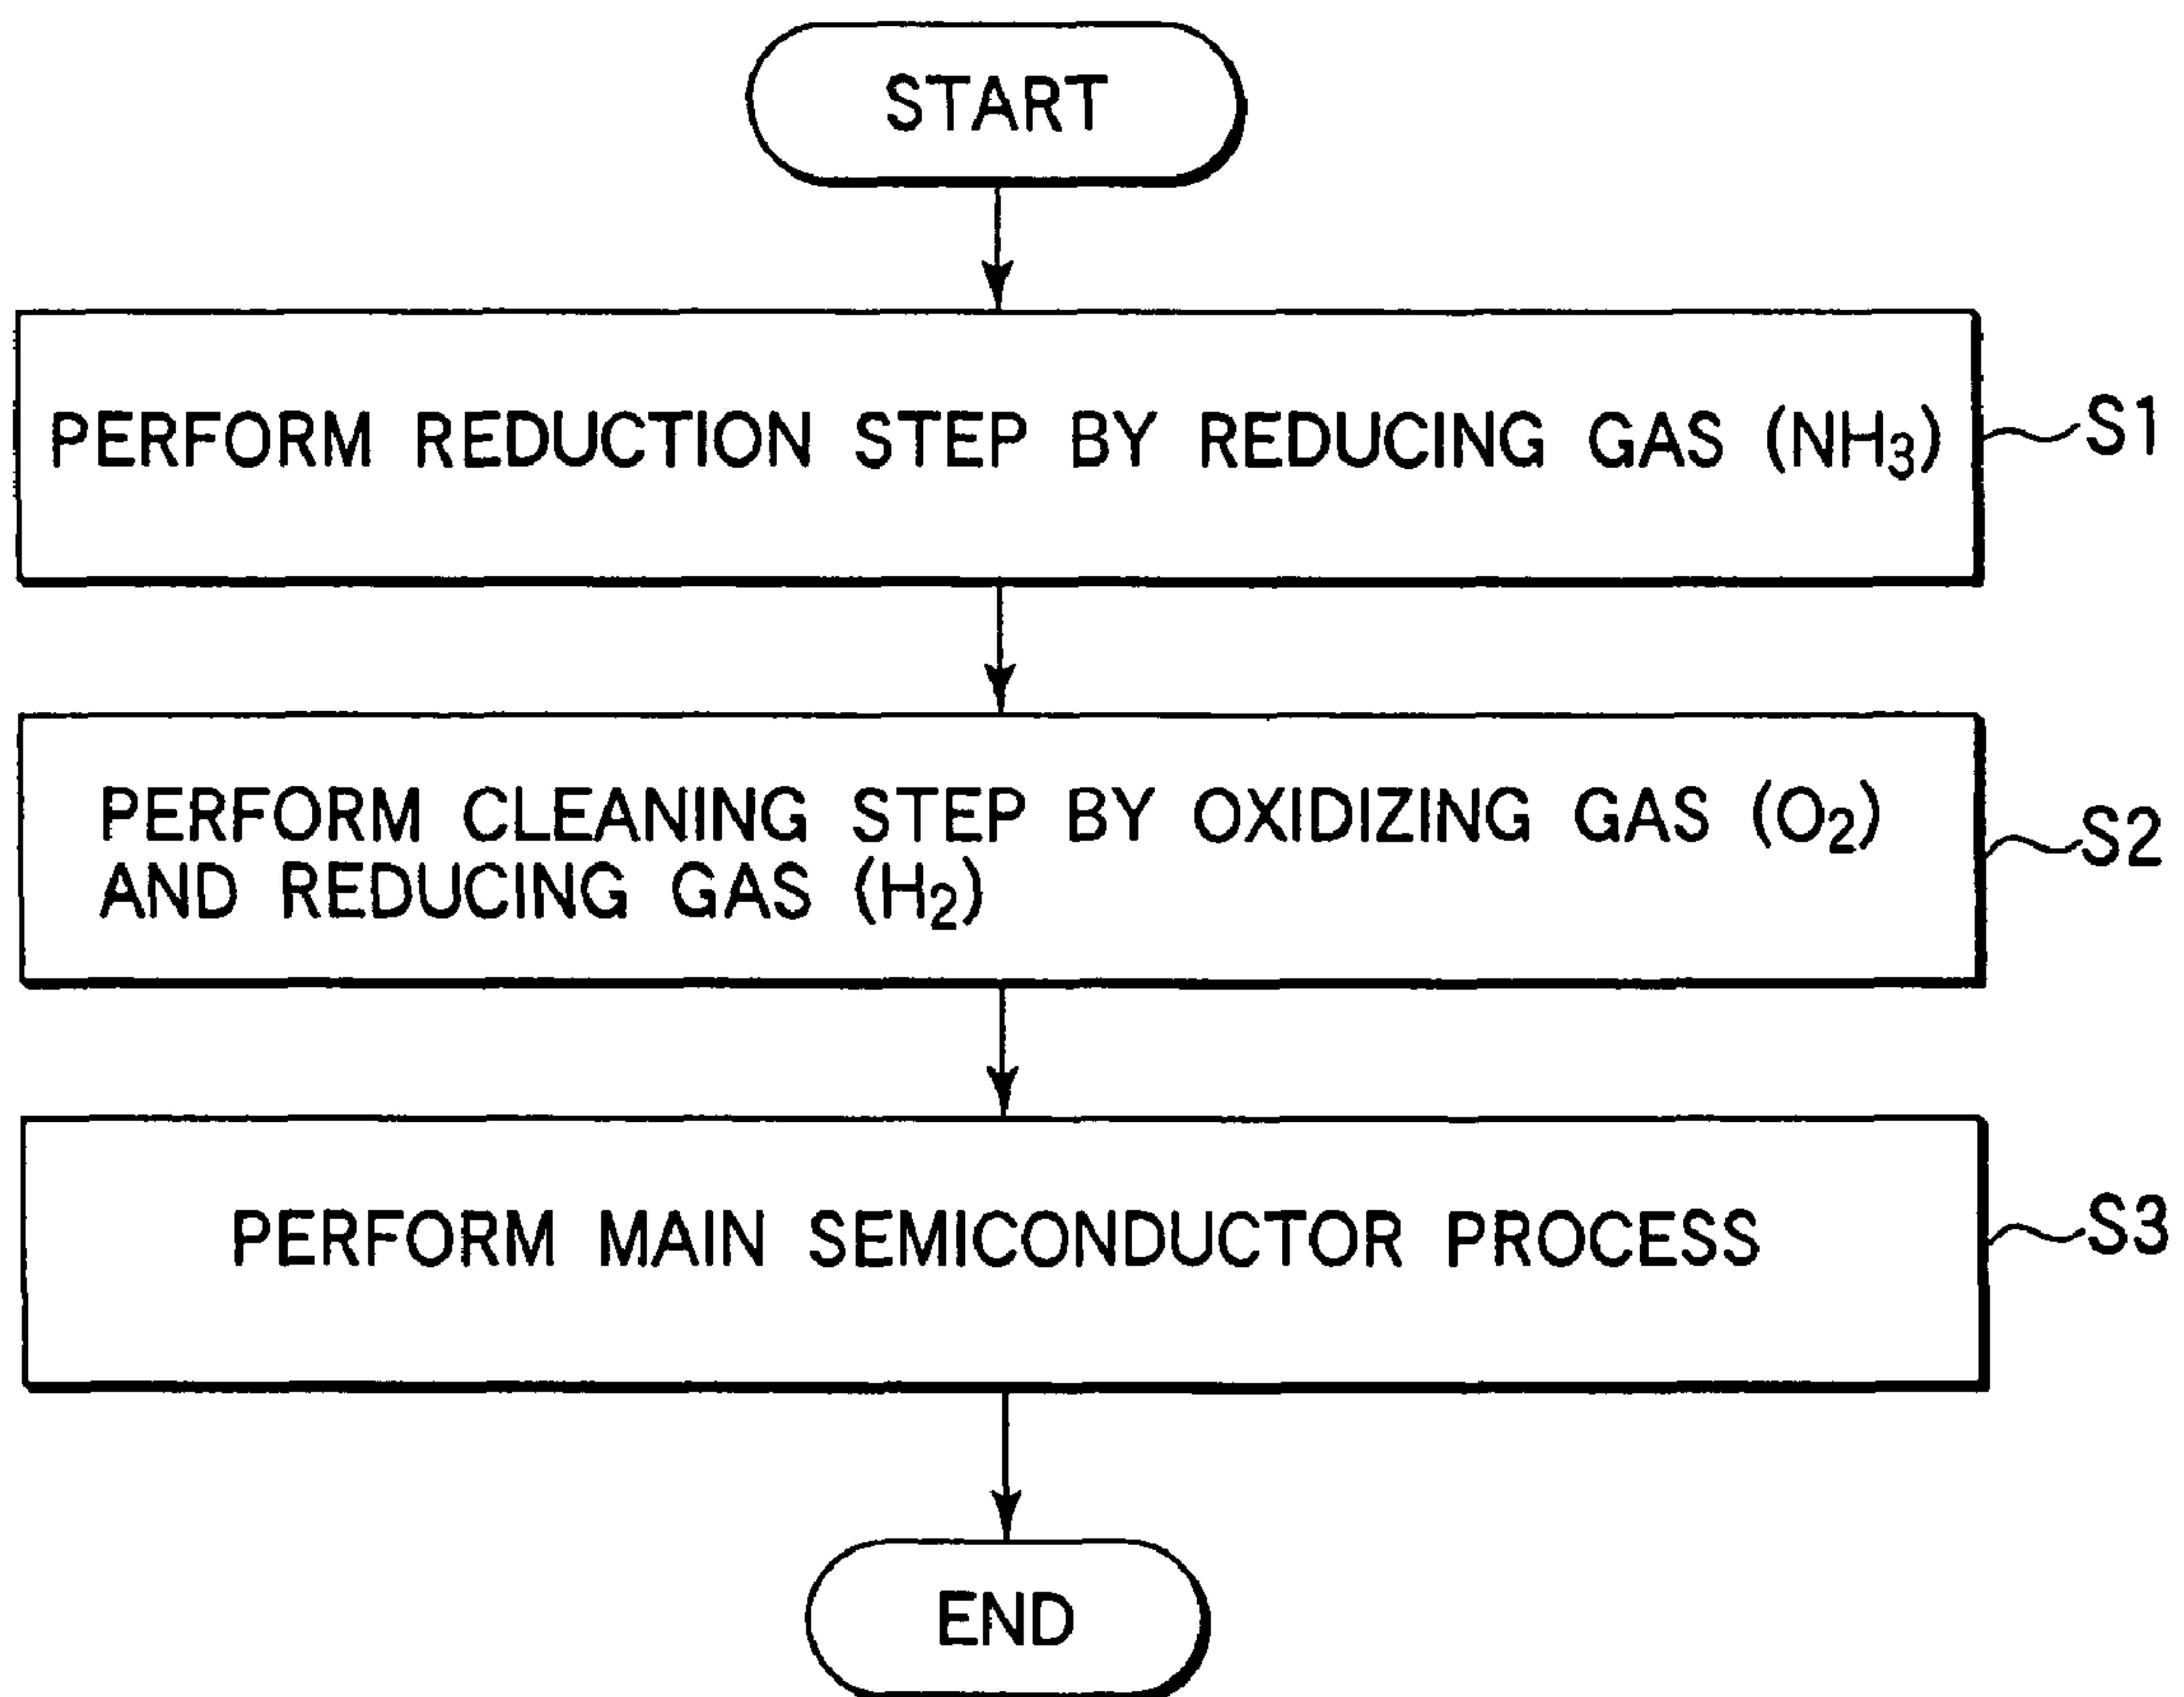 START
PERFORM REDUCTION STEP BY REDUCING GAS (NH₃)
S1
PERFORM CLEANING STEP BY OXIDIZING GAS (O₂)
AND REDUCING GAS (H₂)
S2
PERFORM MAIN SEMICONDUCTOR PROCESS
S3
END